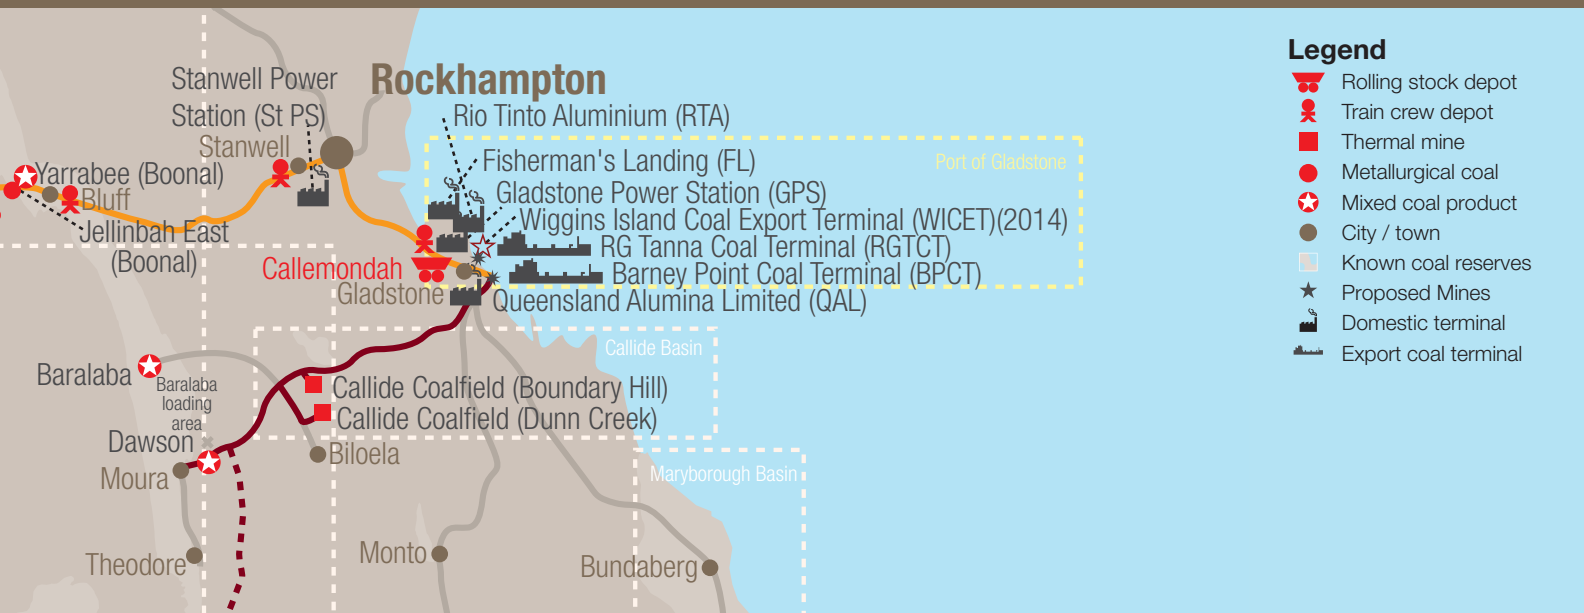 Legend
Rolling stock depot
Train crew depot
Thermal mine
Metallurgical coal
Mixed coal product
City / town
Known coal reserves
Proposed Mines
Domestic terminal
Export coal terminal
Stanwell Power
Station (St PS)
Rockhampton
Rio Tinto Aluminium (RTA)
Stanwell
Fisherman's Landing (FL)
Port of Gladstone
Yarrabee (Boonal)
Bluff
Gladstone Power Station (GPS)
Wiggins Island Coal Export Terminal (WICET)(2014)
Jellinbah East
(Boonal)
RG Tanna Coal Terminal (RGTCT)
Callemondah
Barney Point Coal Terminal (BPCT)
Gladstone
Queensland Alumina Limited (QAL)
Callide Basin
Baralaba
Baralaba
loading
area
Callide Coalfield (Boundary Hill)
Callide Coalfield (Dunn Creek)
Dawson
Biloela
Moura
Maryborough Basin
Theodore
Monto
Bundaberg